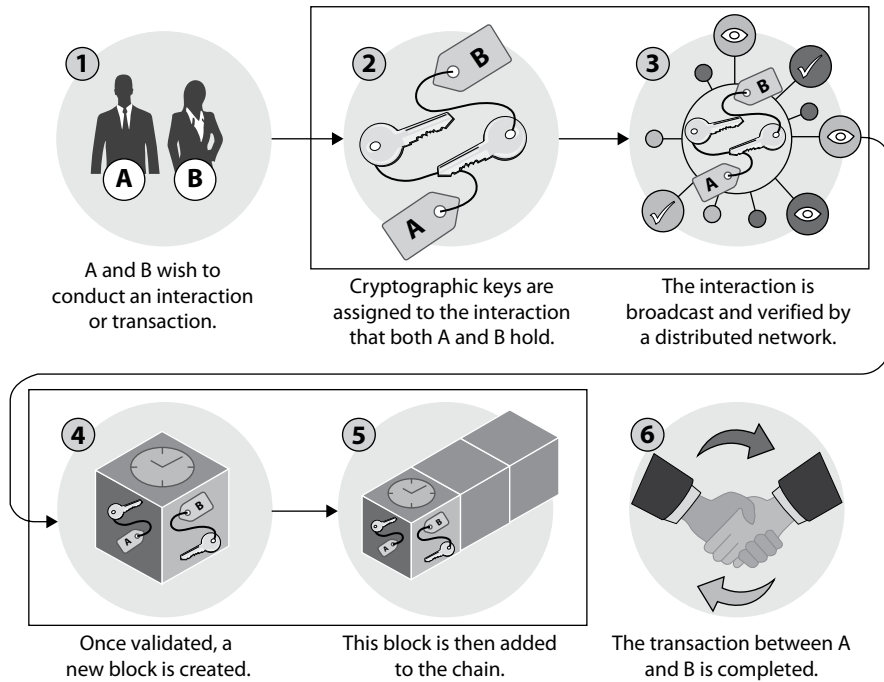 1
A
B
A and B wish to
conduct an interaction
or transaction.
2
B
A
Cryptographic keys are
assigned to the interaction
that both A and B hold.
3
B
A
The interaction is
broadcast and verified by
a distributed network.
4
A
B
Once validated, a
new block is created.
5
A
B
This block is then added
to the chain.
6
The transaction between A
and B is completed.